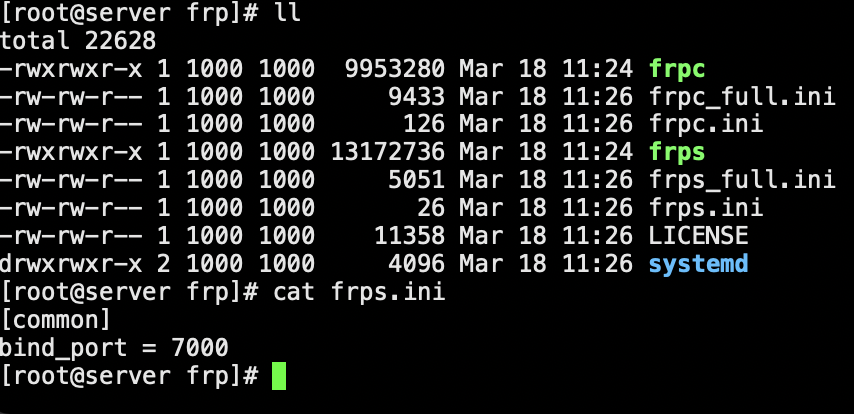 [root@server frp]# ll
total 22628
-rwxrwxr-x 1 1000 1000  9953280 Mar 18 11:24 frpc
-rw-rw-r-- 1 1000 1000     9433 Mar 18 11:26 frpc_full.ini
-rw-rw-r-- 1 1000 1000      126 Mar 18 11:26 frpc.ini
-rwxrwxr-x 1 1000 1000 13172736 Mar 18 11:24 frps
-rw-rw-r-- 1 1000 1000     5051 Mar 18 11:26 frps_full.ini
-rw-rw-r-- 1 1000 1000       26 Mar 18 11:26 frps.ini
-rw-rw-r-- 1 1000 1000    11358 Mar 18 11:26 LICENSE
drwxrwxr-x 2 1000 1000     4096 Mar 18 11:26 systemd
[root@server frp]# cat frps.ini
[common]
bind_port = 7000
[root@server frp]#